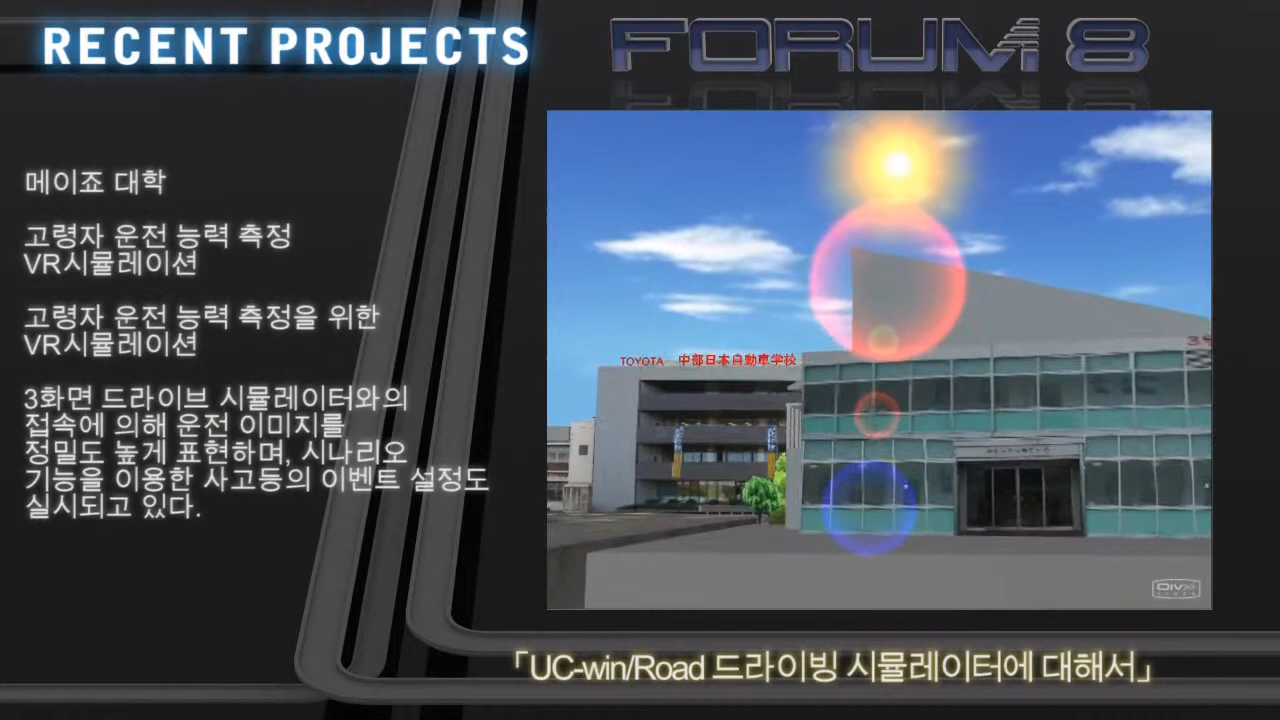 RECENT PROJECTS
FORUM 8
메이죠 대학
고령자 운전 능력 측정
VR시뮬레이션
고령자 운전 능력 측정을 위한
VR시뮬레이션
3화면 드라이브 시뮬레이터와의
접속에 의해 운전 이미지를
정밀도 높게 표현하며, 시나리오
기능을 이용한 사고등의 이벤트 설정도
실시되고 있다.
TOYOTA 中部日本自動車学校
DivX
「UC-win/Road 드라이빙 시뮬레이터에 대해서」